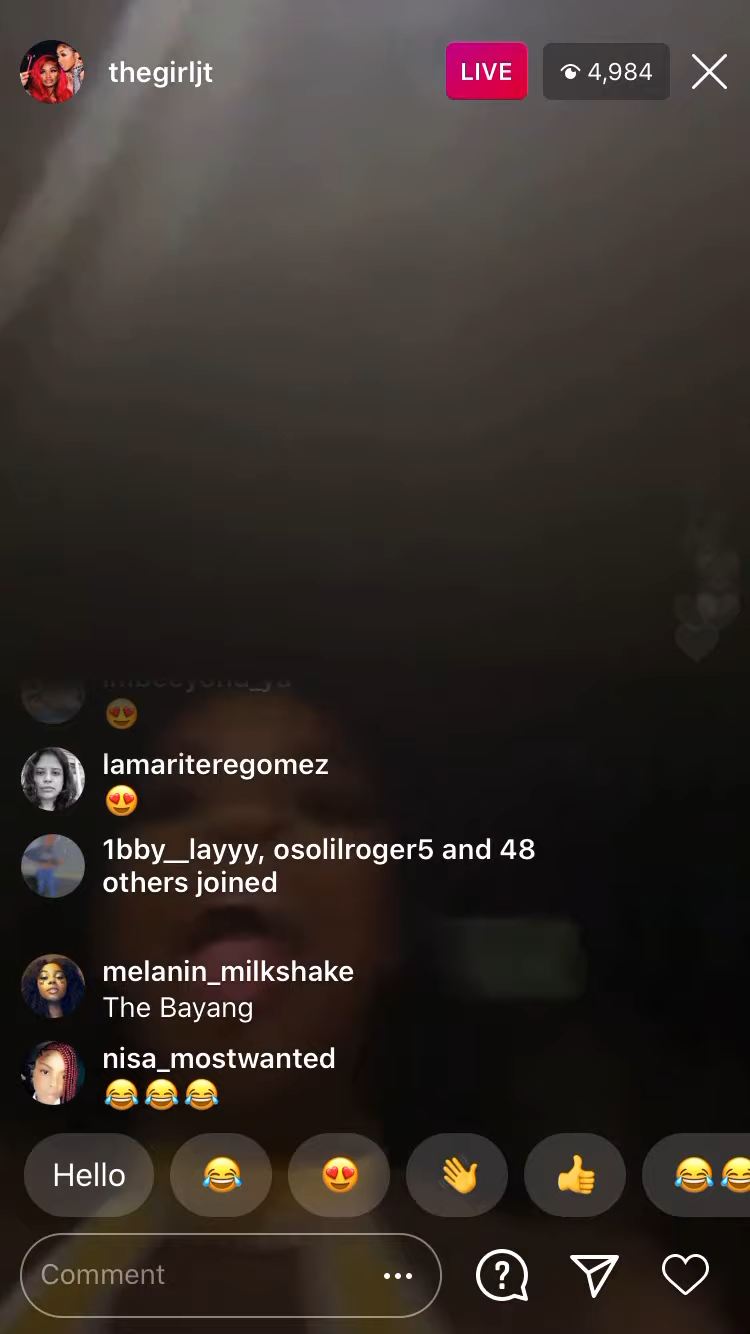 thegirljt
LIVE
4,984
😍
lamariteregomez
😍
1bby__layyy, osolilroger5 and 48
others joined
melanin_milkshake
The Bayang
nisa_mostwanted
😂😂😂
Hello
😂
😍
👋
👍
😂😂
Comment